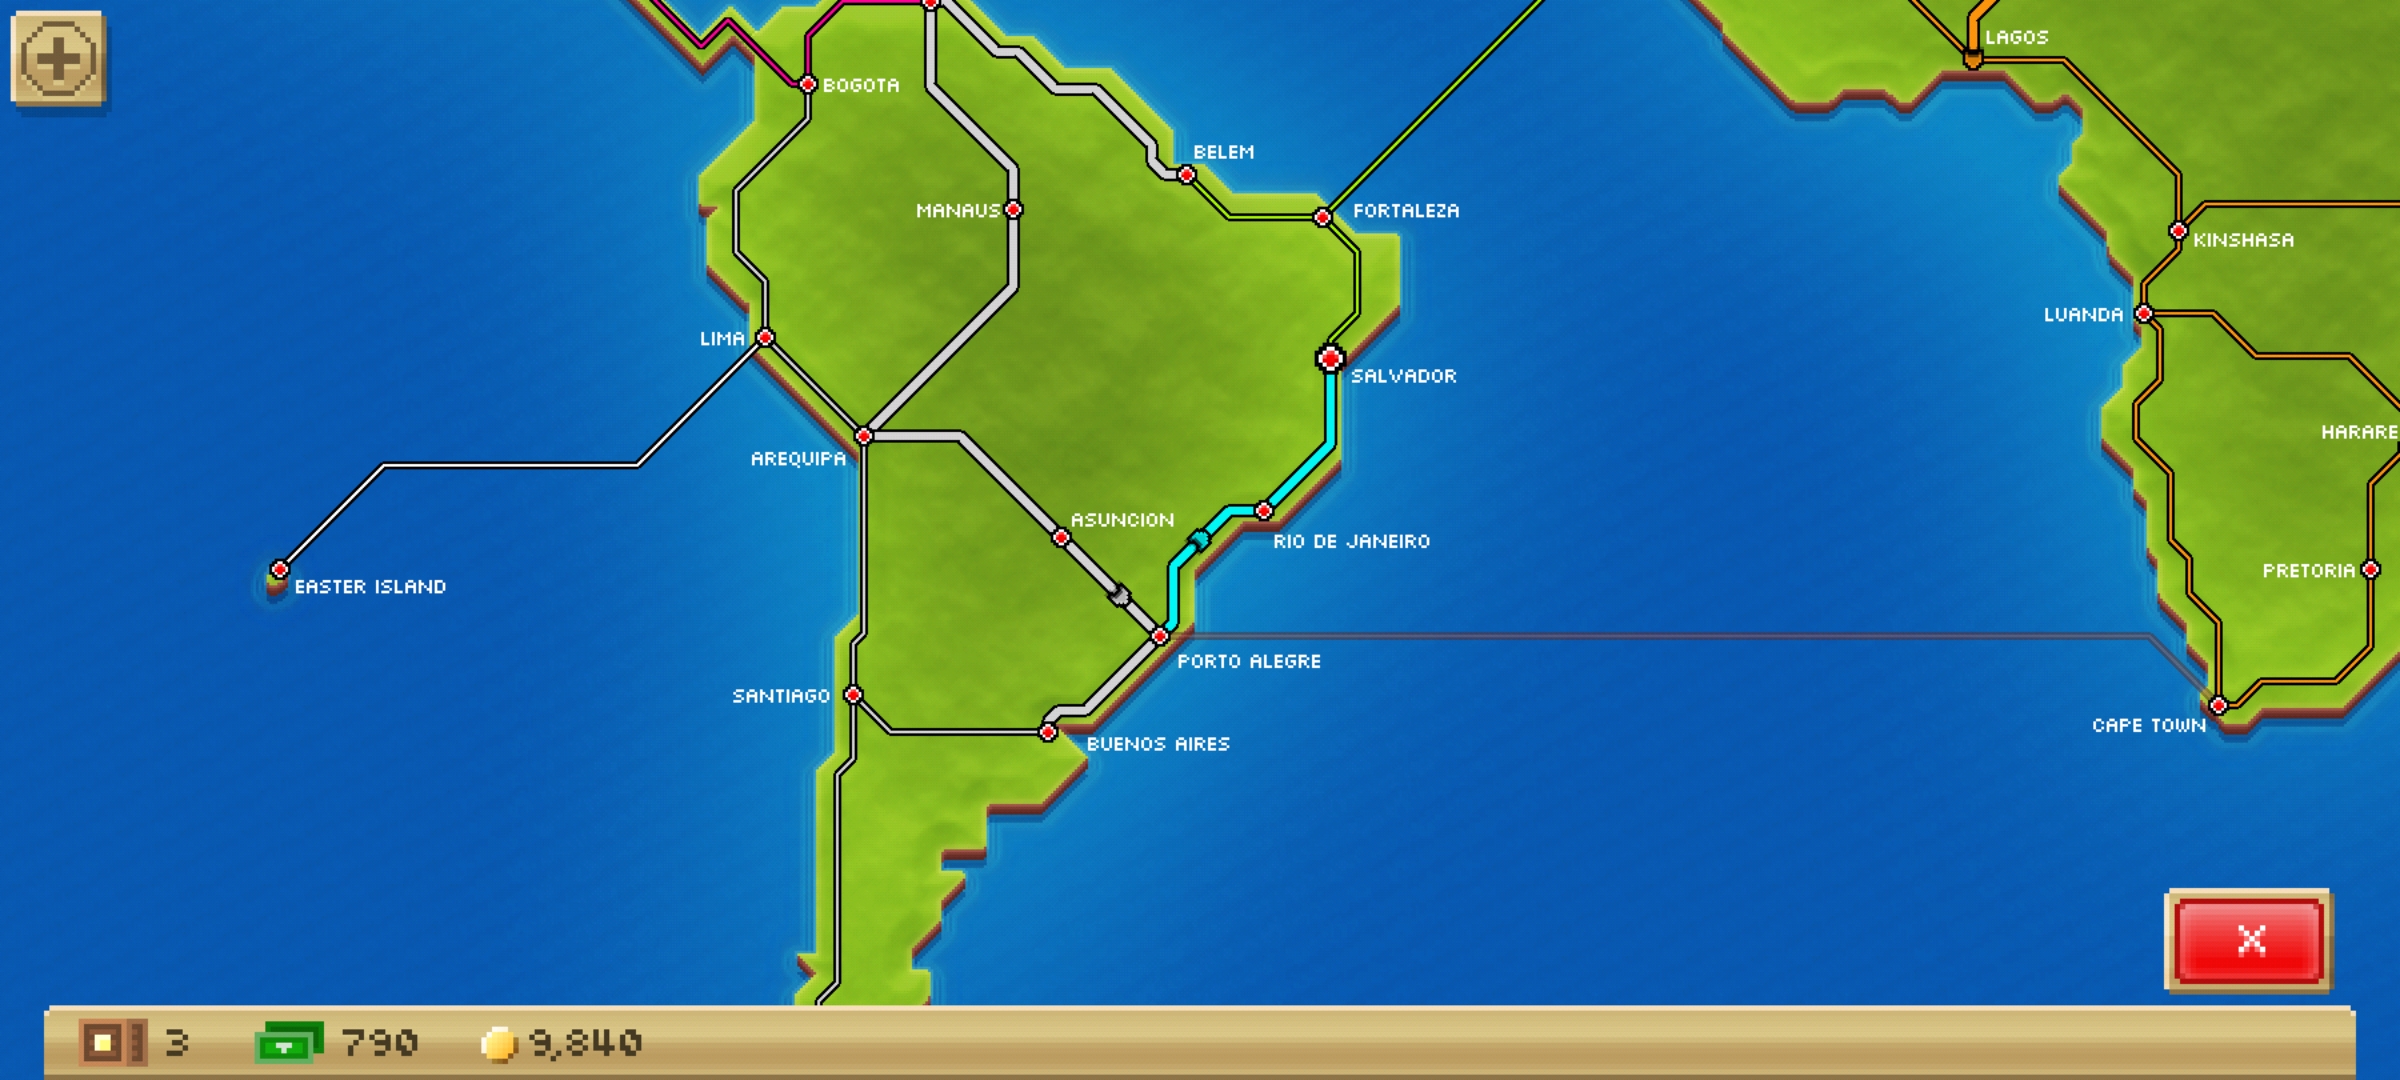 LAGOS
BOGOTA
BELEM
MANAUS
FORTALEZA
KINSHASA
LUANDA
LIMA
SALVADOR
HARARE
AREQUIPA
ASUNCION
RIO DE JANEIRO
PRETORIA
EASTER ISLAND
PORTO ALEGRE
SANTIAGO
CAPE TOWN
BUENOS AIRES
X
3 790 9,840